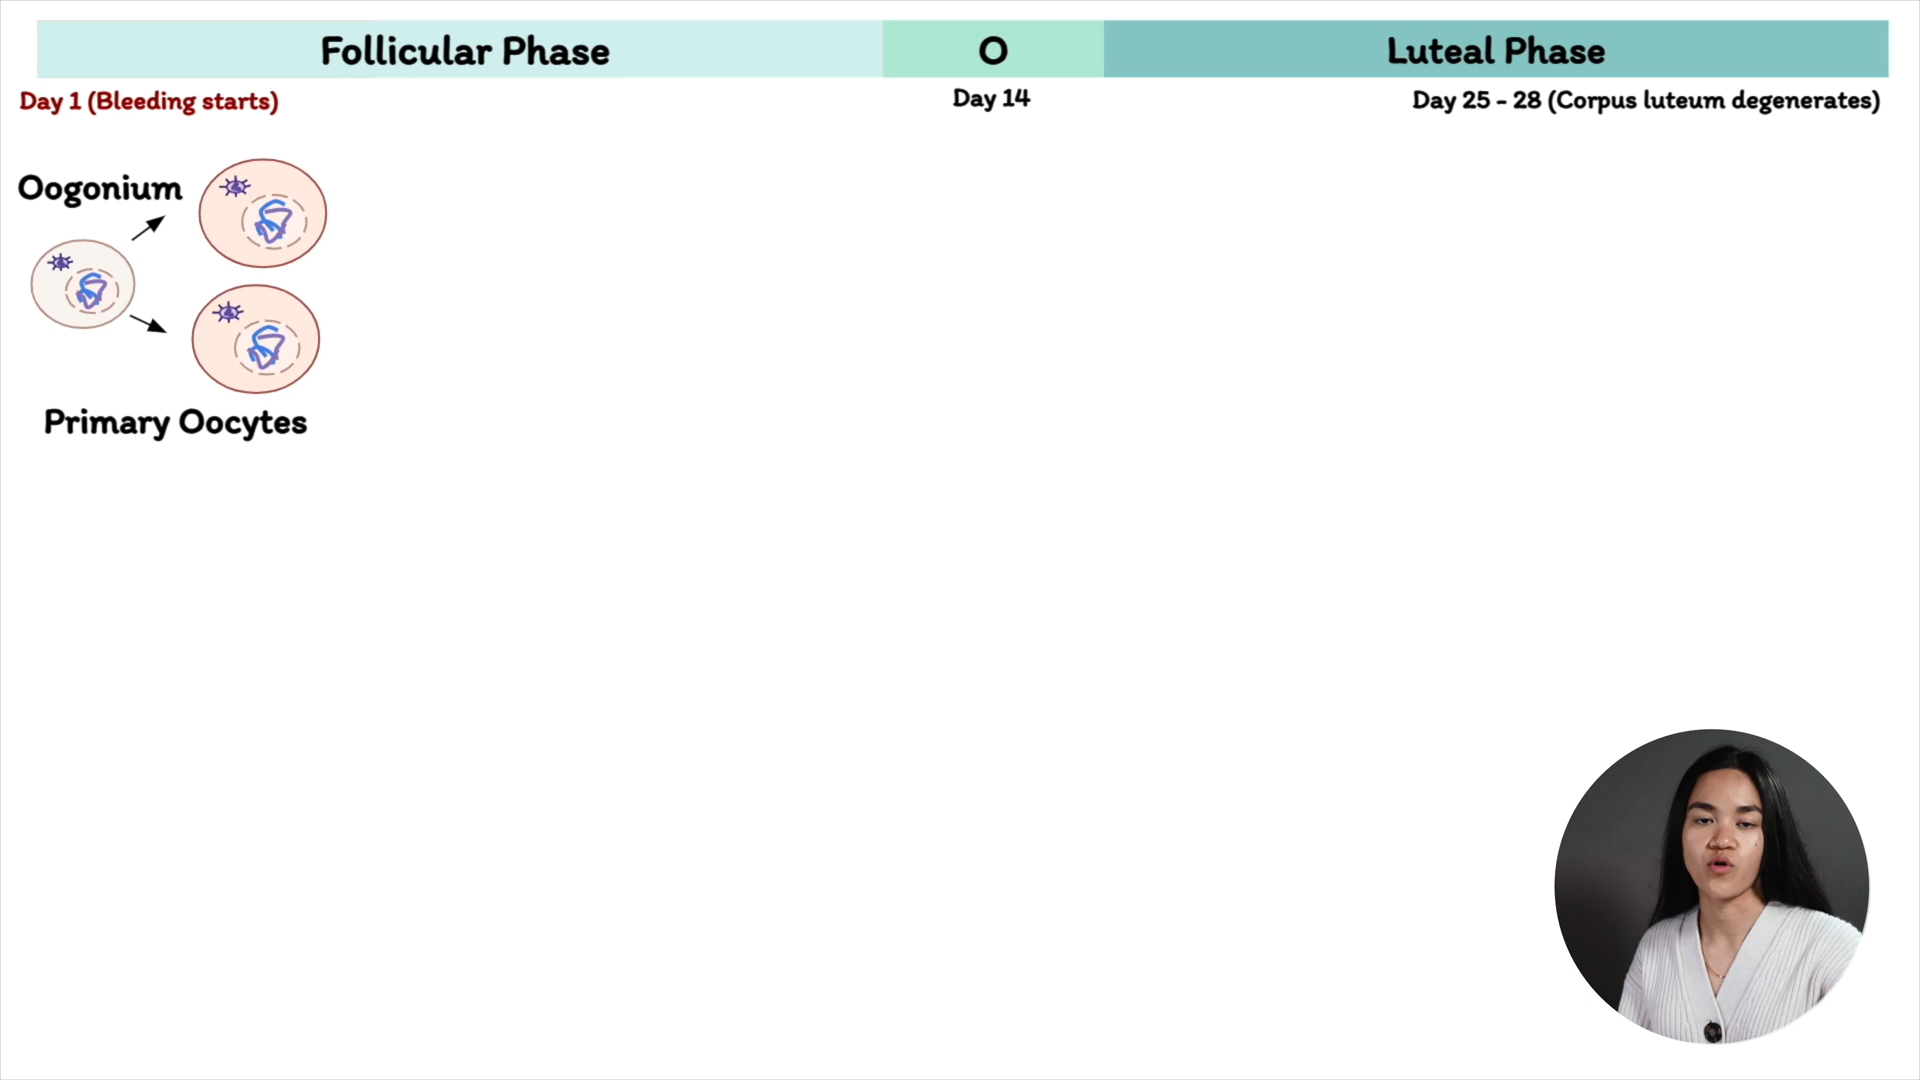 Follicular Phase
O
Luteal Phase
Day 1 (Bleeding starts)
Day 14
Day 25 - 28 (Corpus luteum degenerates)
Oogonium
Primary Oocytes